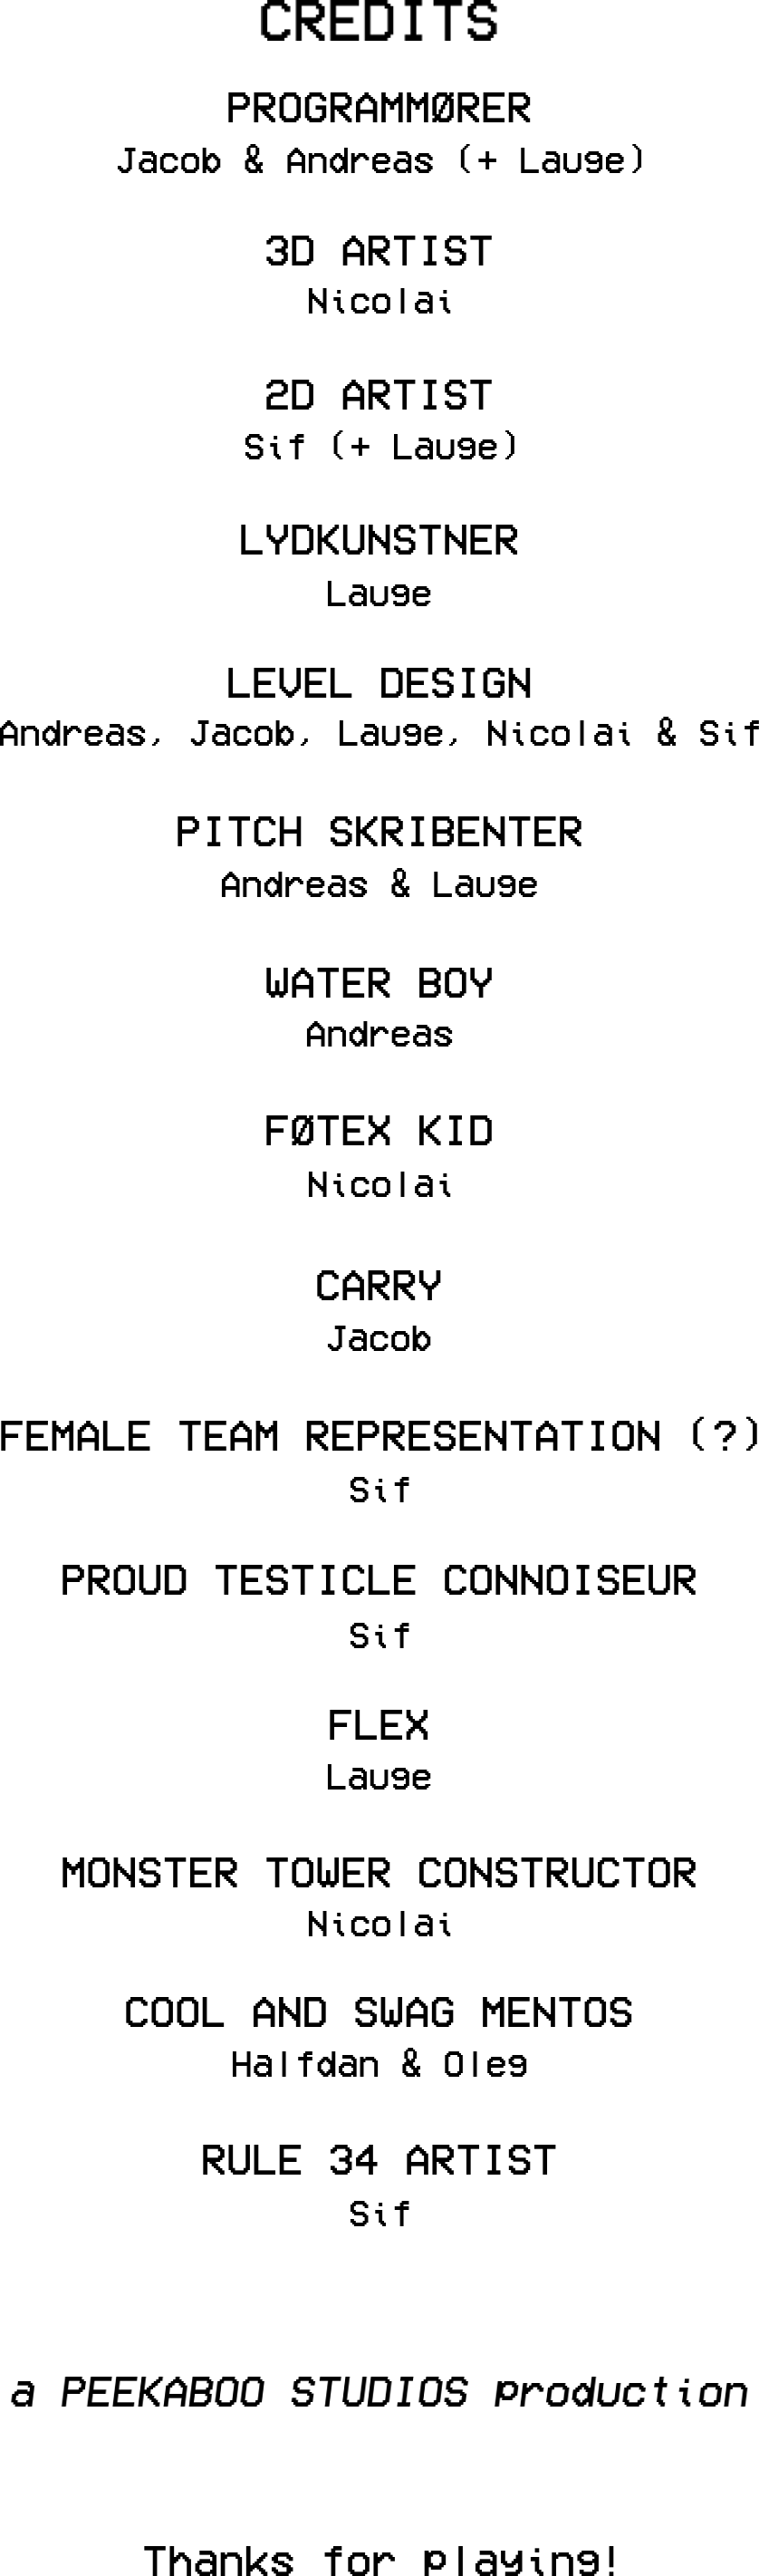 CREDITS
PROGRAMMØRER
Jacob & Andreas (+ Lauge)
3D ARTIST
Nicolai
2D ARTIST
Sif (+ Lauge)
LYDKUNSTNER
Lauge
LEVEL DESIGN
Andreas, Jacob, Lauge, Nicolai & Sif
PITCH SKRIBENTER
Andreas & Lauge
WATER BOY
Andreas
FØTEX KID
Nicolai
CARRY
Jacob
FEMALE TEAM REPRESENTATION (?)
Sif
PROUD TESTICLE CONNOISEUR
Sif
FLEX
Lauge
MONSTER TOWER CONSTRUCTOR
Nicolai
COOL AND SWAG MENTOS
Halfdan & Oleg
RULE 34 ARTIST
Sif
a PEEKABOO STUDIOS production
Thanks for playing!